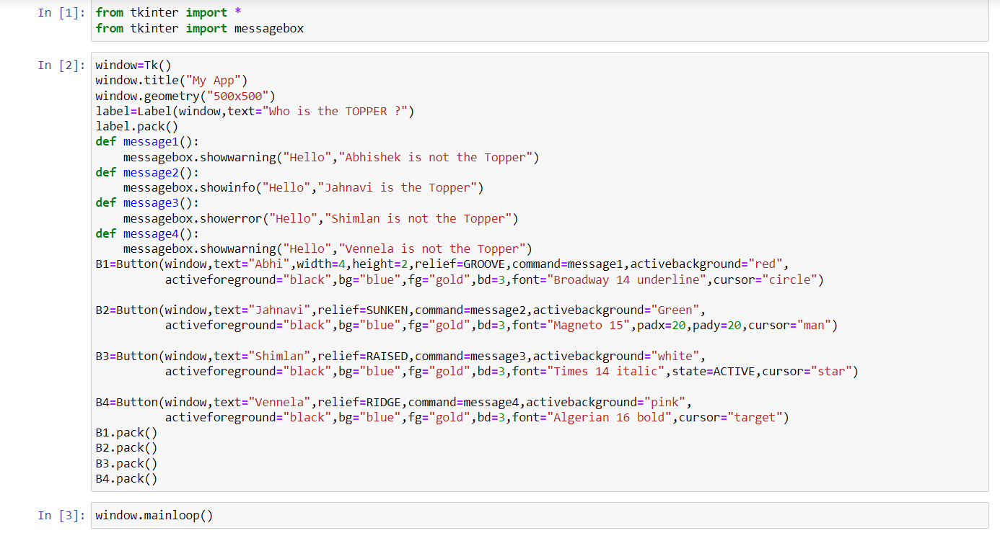 In [1]: from tkinter import *
from tkinter import messagebox
In [2]: window=Tk()
window.title("My App")
window.geometry("500x500")
label=Label(window,text="Who is the TOPPER ?")
label.pack()
def message1():
    messagebox.showwarning("Hello","Abhishek is not the Topper")
def message2():
    messagebox.showinfo("Hello","Jahnavi is the Topper")
def message3():
    messagebox.showerror("Hello","Shimlan is not the Topper")
def message4():
    messagebox.showwarning("Hello","Vennela is not the Topper")
B1=Button(window,text="Abhi",width=4,height=2,relief=GROOVE,command=message1,activebackground="red",
          activeforeground="black",bg="blue",fg="gold",bd=3,font="Broadway 14 underline",cursor="circle")
B2=Button(window,text="Jahnavi",relief=SUNKEN,command=message2,activebackground="Green",
          activeforeground="black",bg="blue",fg="gold",bd=3,font="Magneto 15",padx=20,pady=20,cursor="man")
B3=Button(window,text="Shimlan",relief=RAISED,command=message3,activebackground="white",
          activeforeground="black",bg="blue",fg="gold",bd=3,font="Times 14 italic",state=ACTIVE,cursor="star")
B4=Button(window,text="Vennela",relief=RIDGE,command=message4,activebackground="pink",
          activeforeground="black",bg="blue",fg="gold",bd=3,font="Algerian 16 bold",cursor="target")
B1.pack()
B2.pack()
B3.pack()
B4.pack()
In [3]: window.mainloop()